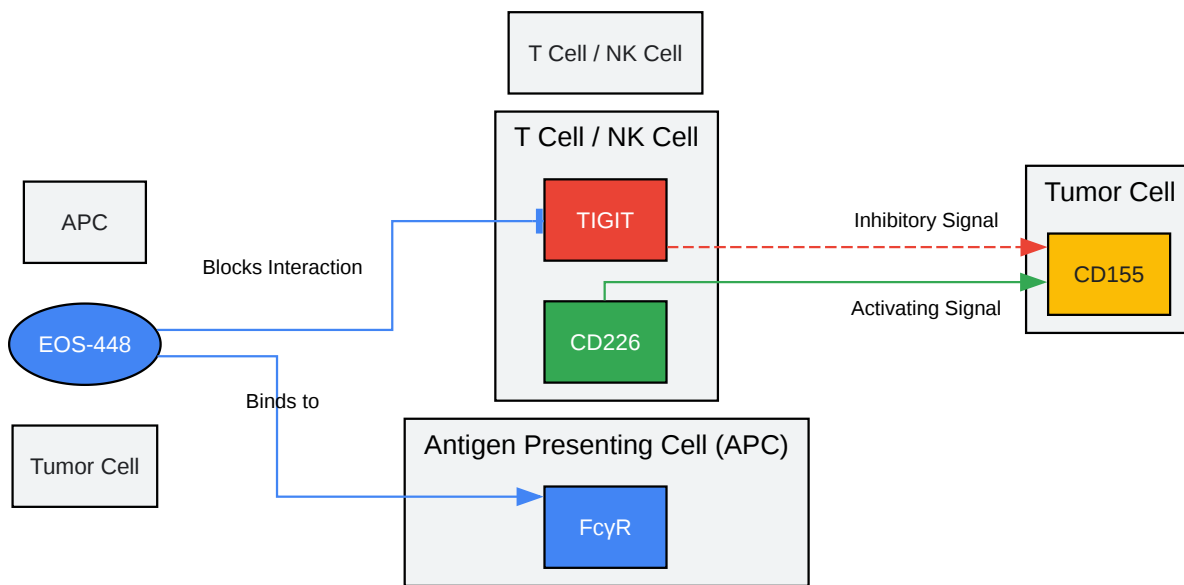 T Cell / NK Cell
T Cell / NK Cell
TIGIT
CD226
APC
EOS-448
Tumor Cell
Blocks Interaction
Binds to
Antigen Presenting Cell (APC)
FcγR
Inhibitory Signal
Activating Signal
Tumor Cell
CD155